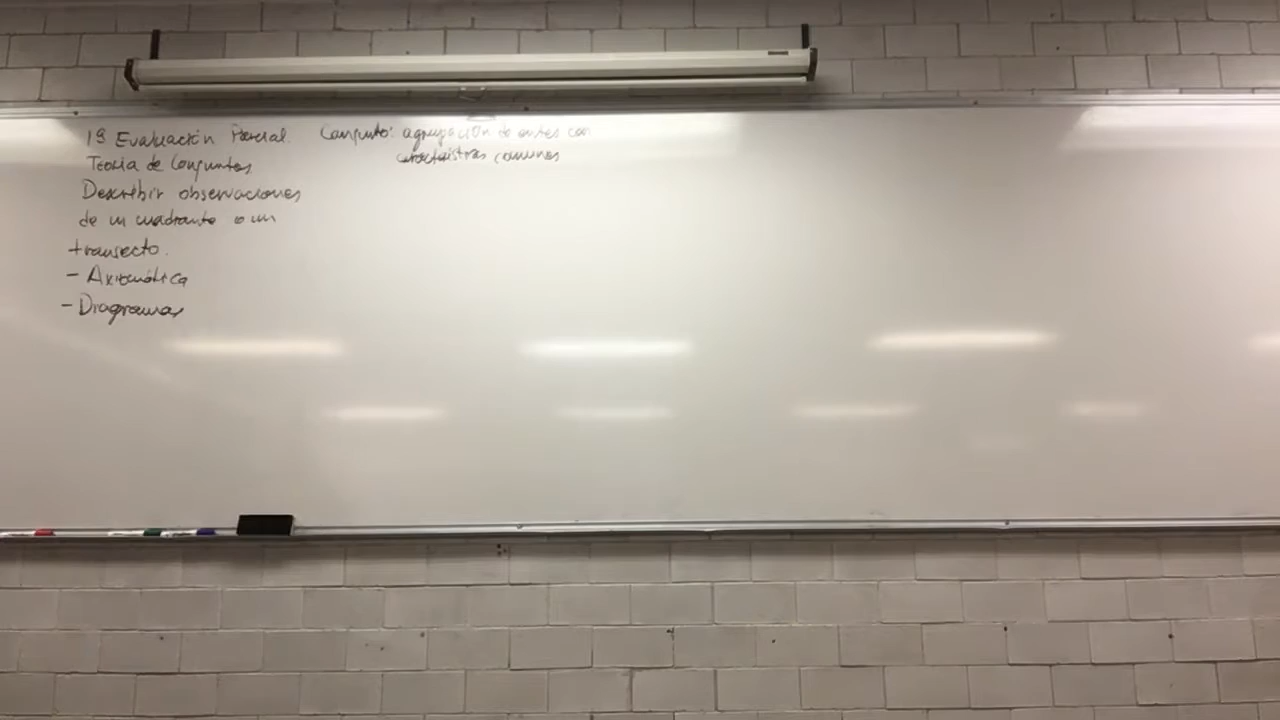 1ª Evaluación Parcial.
Teoría de Conjuntos
Describir observaciones
de un cuadrante o un
transecto.
- Axiomática
- Diagramas
Conjunto: agrupación de entes con
características comunes